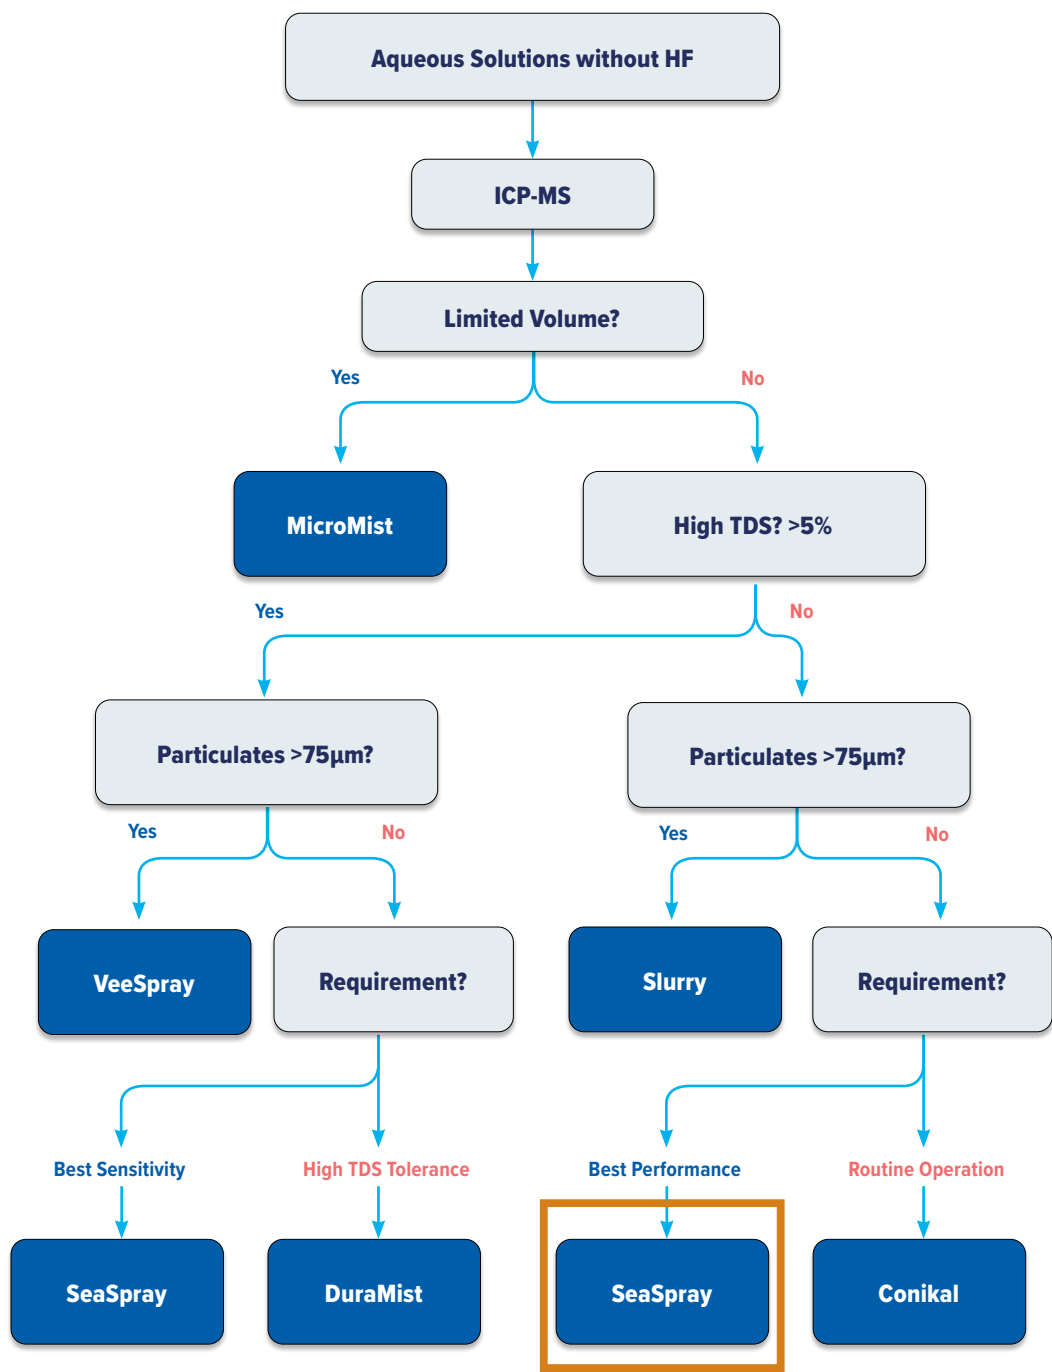 Aqueous Solutions without HF
ICP-MS
Limited Volume?
Yes
No
MicroMist
High TDS? >5%
Yes
No
Particulates >75µm?
Particulates >75µm?
Yes
No
Yes
No
VeeSpray
Requirement?
Slurry
Requirement?
Best Sensitivity
High TDS Tolerance
Best Performance
Routine Operation
SeaSpray
DuraMist
SeaSpray
Conikal